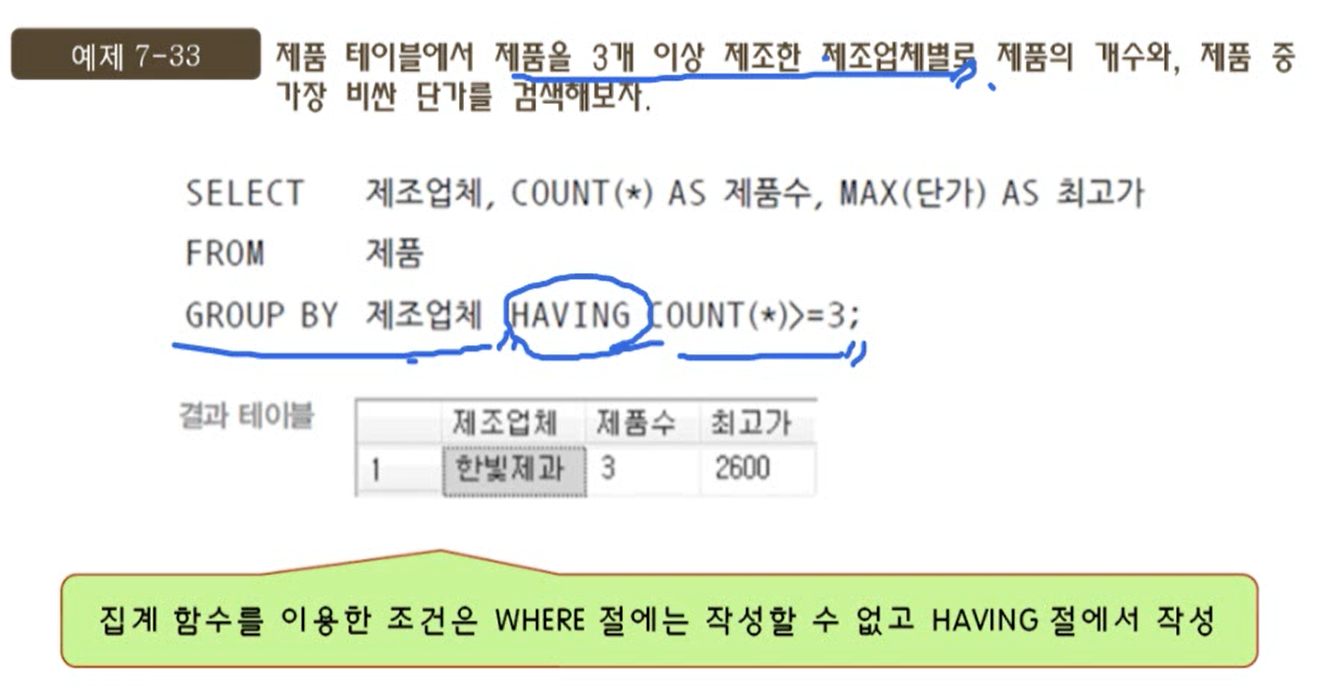 예제 7-33 제품 테이블에서 제품을 3개 이상 제조한 제조업체별로 제품의 개수와, 제품 중
가장 비싼 단가를 검색해보자.
SELECT 제조업체, COUNT(*) AS 제품수, MAX(단가) AS 최고가
FROM 제품
GROUP BY 제조업체 HAVING COUNT(*)>=3;
결과 테이블
제조업체 제품수 최고가
1 한빛제과 3 2600
집계 함수를 이용한 조건은 WHERE 절에는 작성할 수 없고 HAVING 절에서 작성